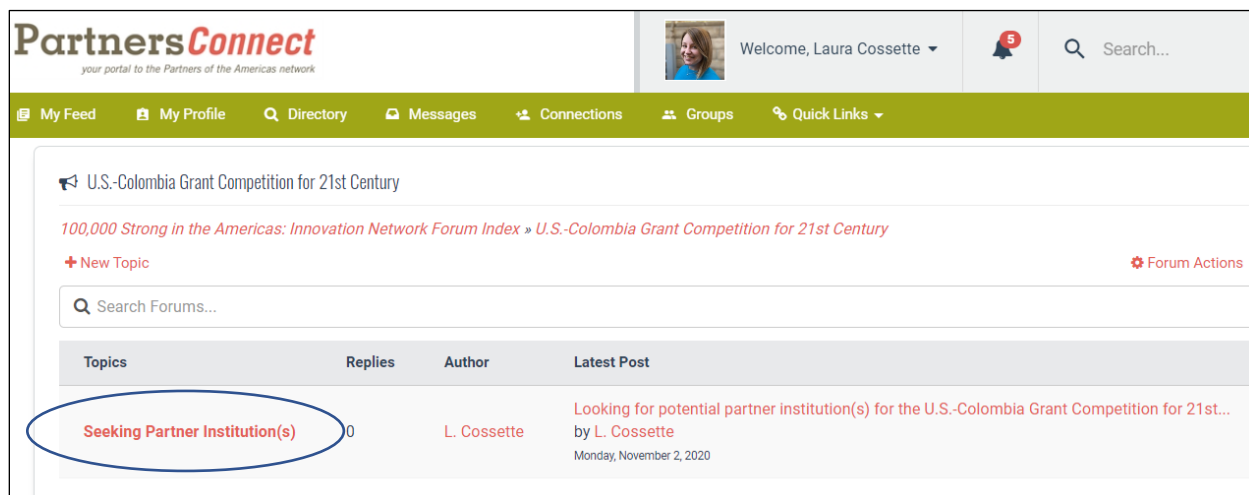 PartnersConnect
your portal to the Partners of the Americas network
Welcome, Laura Cossette
5
Search...
My Feed My Profile Directory Messages Connections Groups Quick Links
U.S.-Colombia Grant Competition for 21st Century
100,000 Strong in the Americas: Innovation Network Forum Index » U.S.-Colombia Grant Competition for 21st Century
+ New Topic Forum Actions
Search Forums...
Topics Replies Author Latest Post
Looking for potential partner institution(s) for the U.S.-Colombia Grant Competition for 21st...
Seeking Partner Institution(s) 0 L. Cossette by L. Cossette
Monday, November 2, 2020